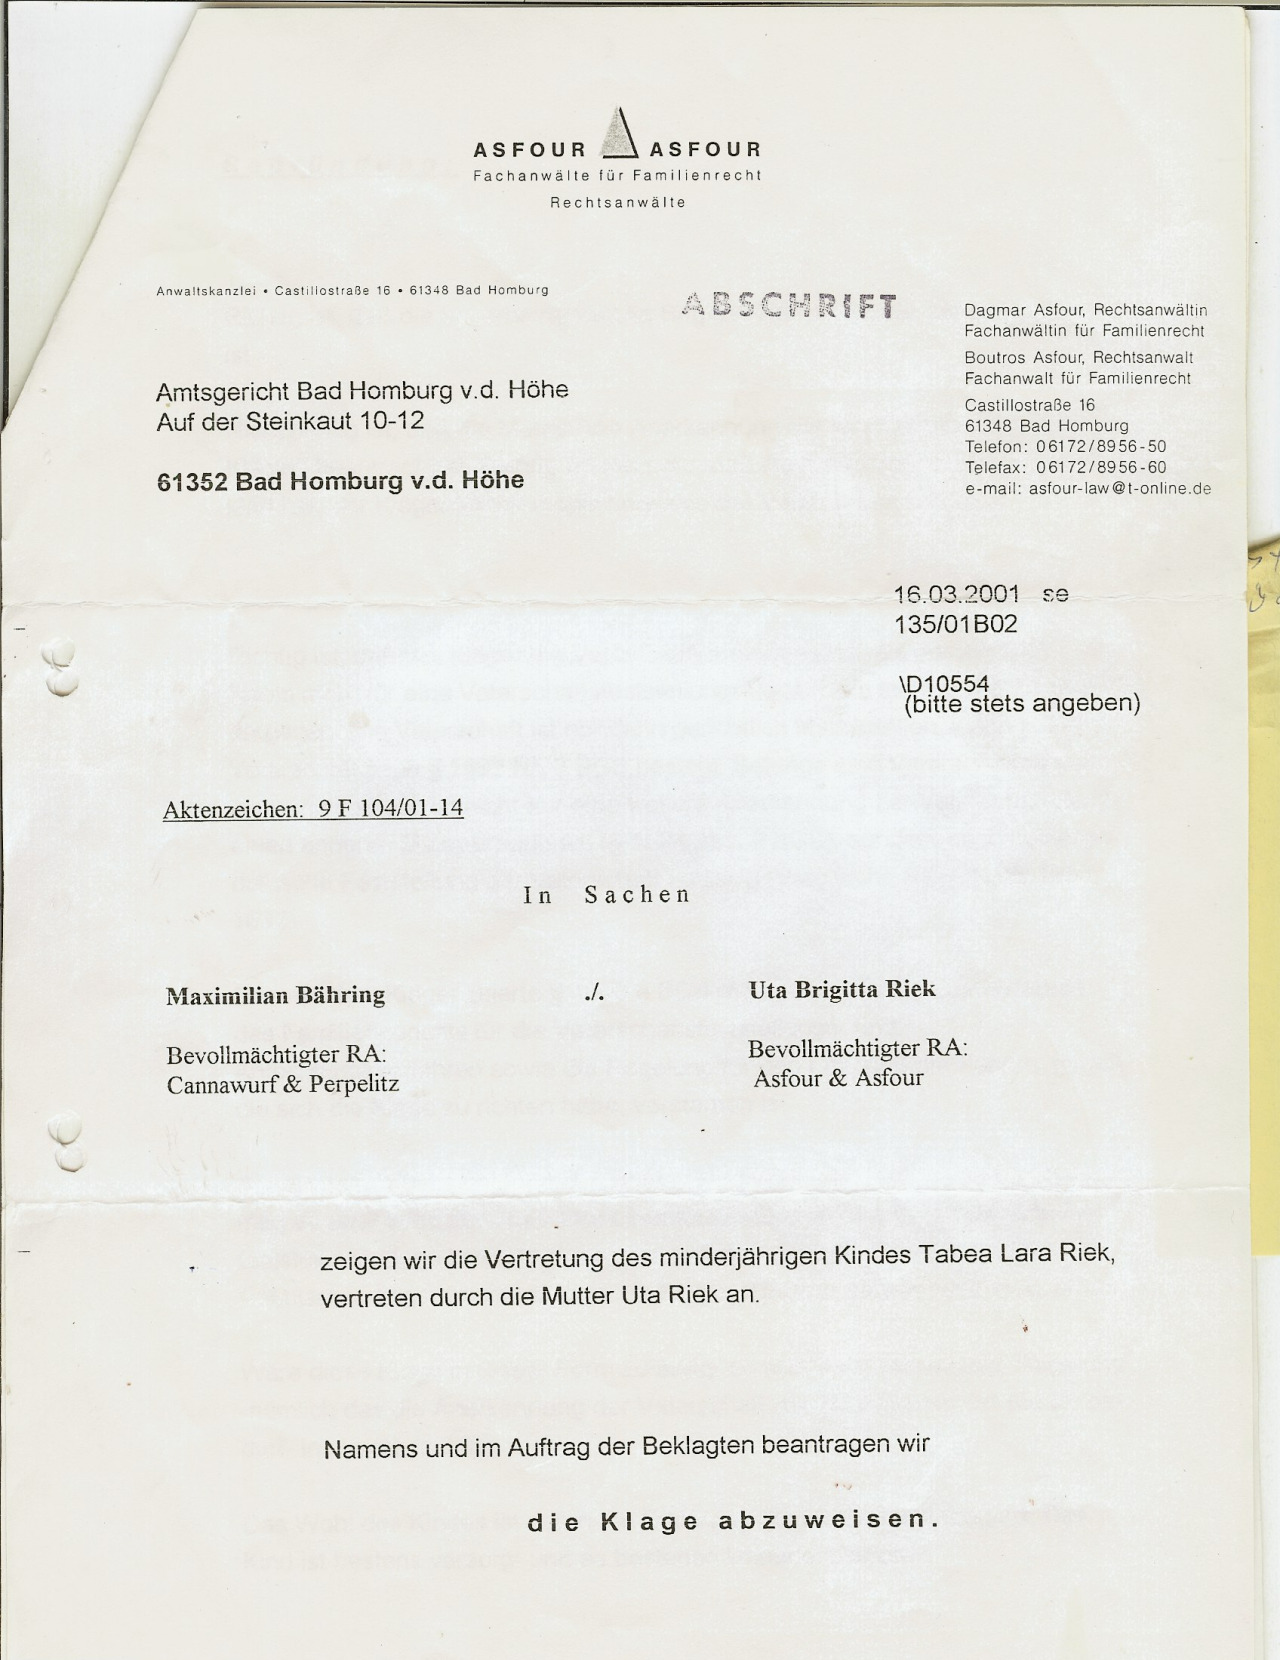 ASFOUR ASFOUR
Fachanwälte für Familienrecht
Rechtsanwälte
Anwaltskanzlei • Castillostraße 16 • 61348 Bad Homburg
ABSCHRIFT
Dagmar Asfour, Rechtsanwältin
Fachanwältin für Familienrecht
Boutros Asfour, Rechtsanwalt
Fachanwalt für Familienrecht
Castillostraße 16
61348 Bad Homburg
Telefon: 06172/8956-50
Telefax: 06172/8956-60
e-mail: asfour-law@t-online.de
Amtsgericht Bad Homburg v.d. Höhe
Auf der Steinkaut 10-12
61352 Bad Homburg v.d. Höhe
16.03.2001 se
135/01B02
\D10554
(bitte stets angeben)
Aktenzeichen: 9 F 104/01-14
In Sachen
Maximilian Bähring ./. Uta Brigitta Riek
Bevollmächtigter RA: Bevollmächtigter RA:
Cannawurf & Perpelitz Asfour & Asfour
zeigen wir die Vertretung des minderjährigen Kindes Tabea Lara Riek,
vertreten durch die Mutter Uta Riek an.
Namens und im Auftrag der Beklagten beantragen wir
die Klage abzuweisen.